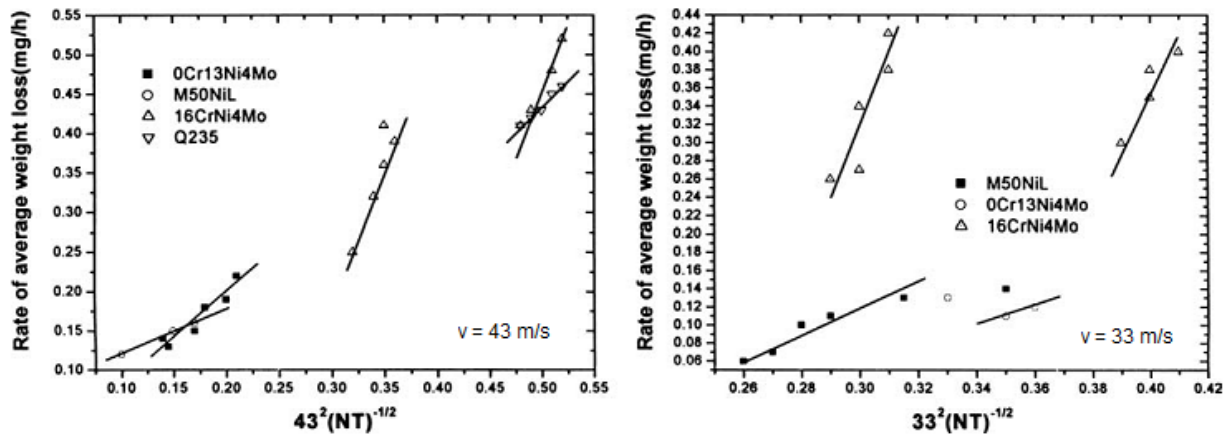 Rate of average weight loss(mg/h)
0.55
0.50
0.45
0.40
0.35
0.30
0.25
0.20
0.15
0.10
0Cr13Ni4Mo
M50NiL
16CrNi4Mo
Q235
v = 43 m/s
0.10 0.15 0.20 0.25 0.30 0.35 0.40 0.45 0.50 0.55
43²(NT)⁻¹/²
Rate of average weight loss(mg/h)
0.44
0.42
0.40
0.38
0.36
0.34
0.32
0.30
0.28
0.26
0.24
0.22
0.20
0.18
0.16
0.14
0.12
0.10
0.08
0.06
M50NiL
0Cr13Ni4Mo
16CrNi4Mo
v = 33 m/s
0.26 0.28 0.30 0.32 0.34 0.36 0.38 0.40 0.42
33²(NT)⁻¹/²